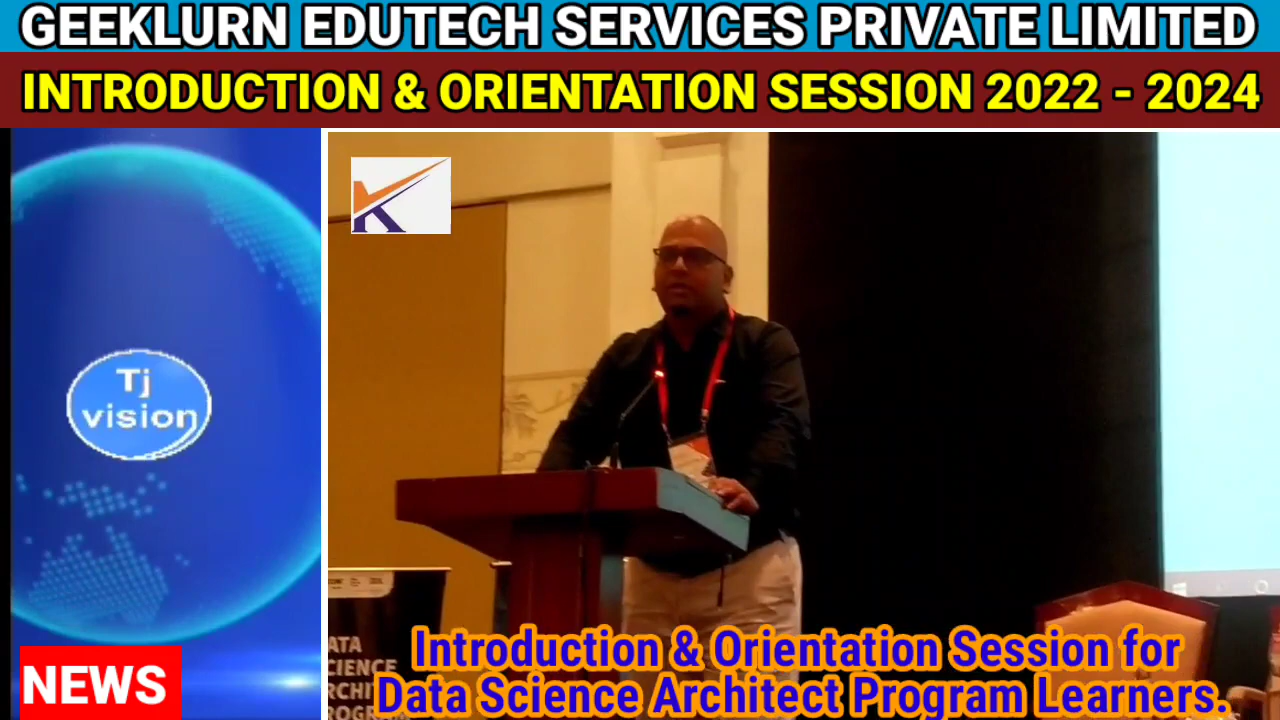 GEEKLURN EDUTECH SERVICES PRIVATE LIMITED
INTRODUCTION & ORIENTATION SESSION 2022 - 2024
Tj
vision
NEWS
Introduction & Orientation Session for
Data Science Architect Program Learners.